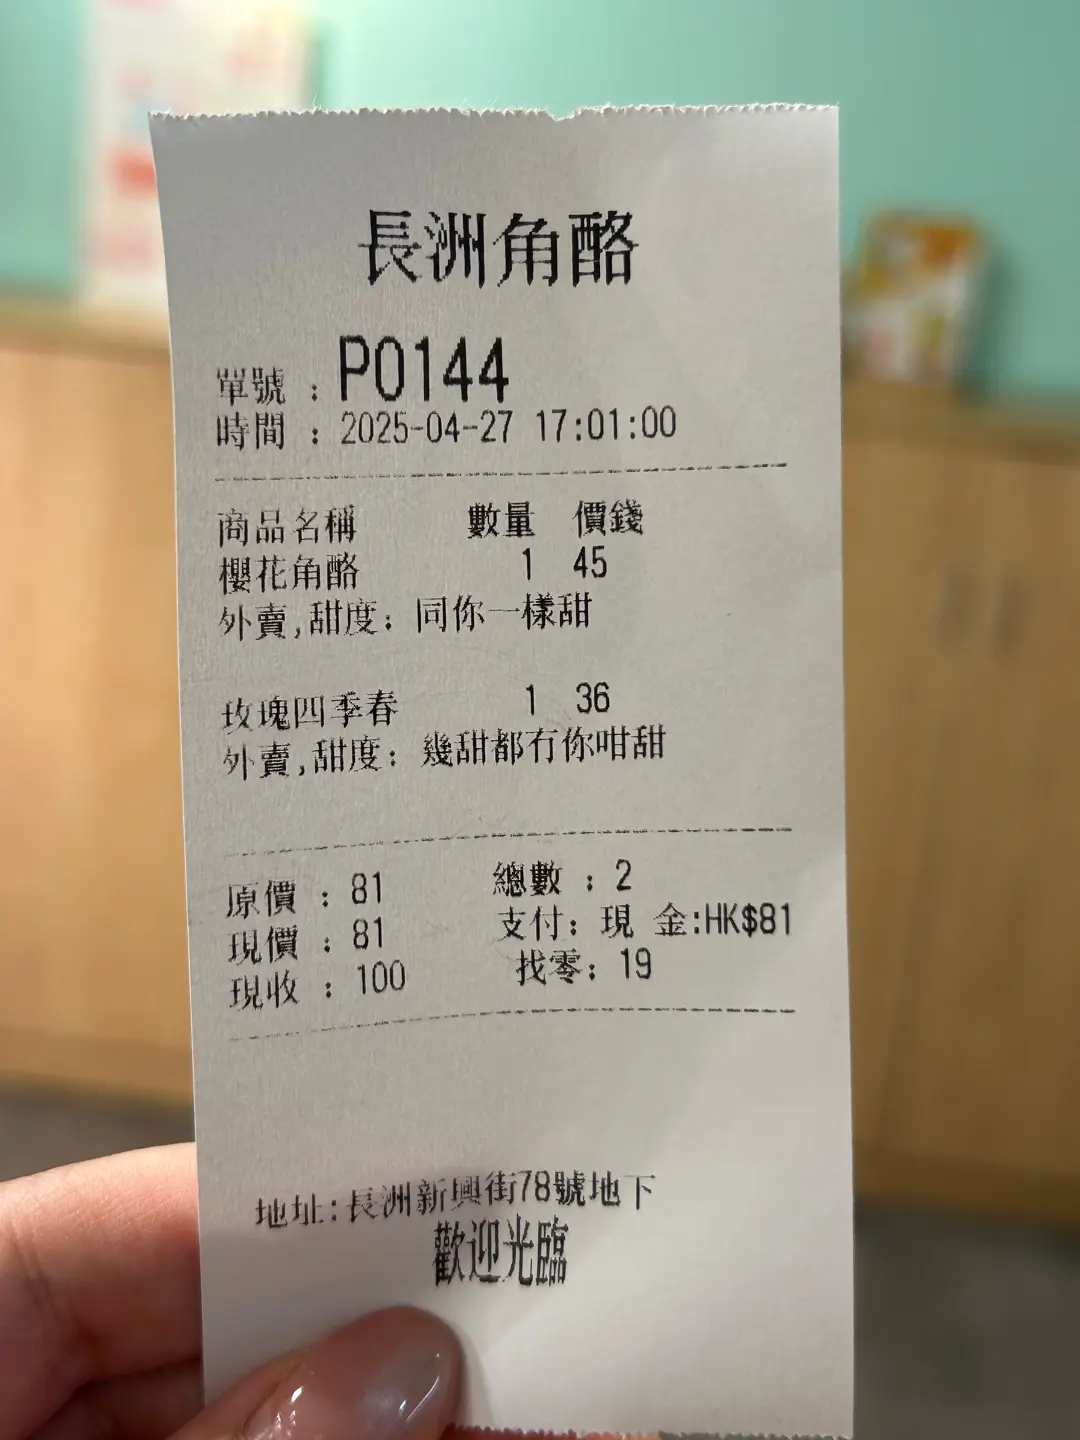 長洲角酪
單號 : P0144
時間 : 2025-04-27 17:01:00
商品名稱 數量 價錢
櫻花角酪 1 45
外賣,甜度: 同你一樣甜
玫瑰四季春 1 36
外賣,甜度: 幾甜都冇你咁甜
原價 : 81 總數 : 2
現價 : 81 支付: 現 金:HK$81
現收 : 100 找零: 19
地址:長洲新興街78號地下
歡迎光臨